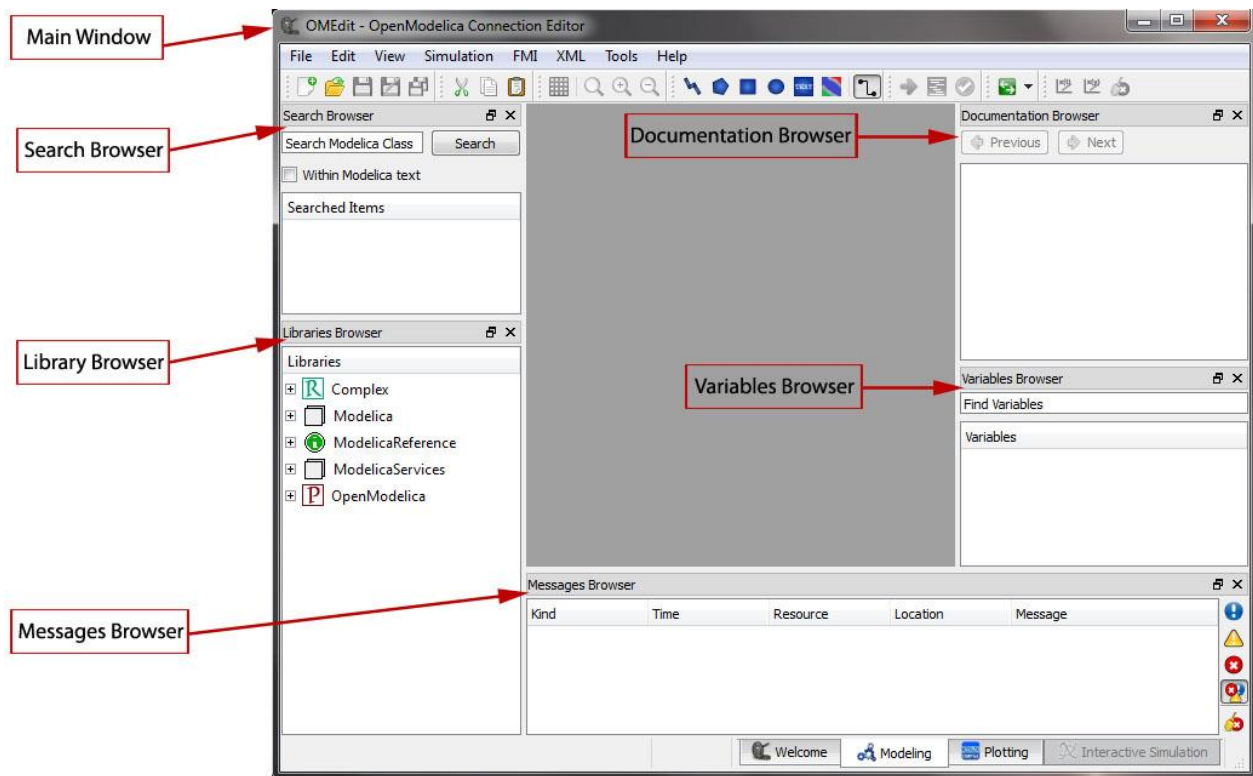 Main Window
OMEdit - OpenModelica Connection Editor
File Edit View Simulation FMI XML Tools Help
Search Browser
Search Browser
Search Modelica Class
Search
Within Modelica text
Searched Items
Documentation Browser
Documentation Browser
Previous
Next
Library Browser
Libraries Browser
Libraries
Complex
Modelica
ModelicaReference
ModelicaServices
OpenModelica
Variables Browser
Variables Browser
Find Variables
Variables
Messages Browser
Messages Browser
Kind Time Resource Location Message
Welcome Modeling Plotting Interactive Simulation